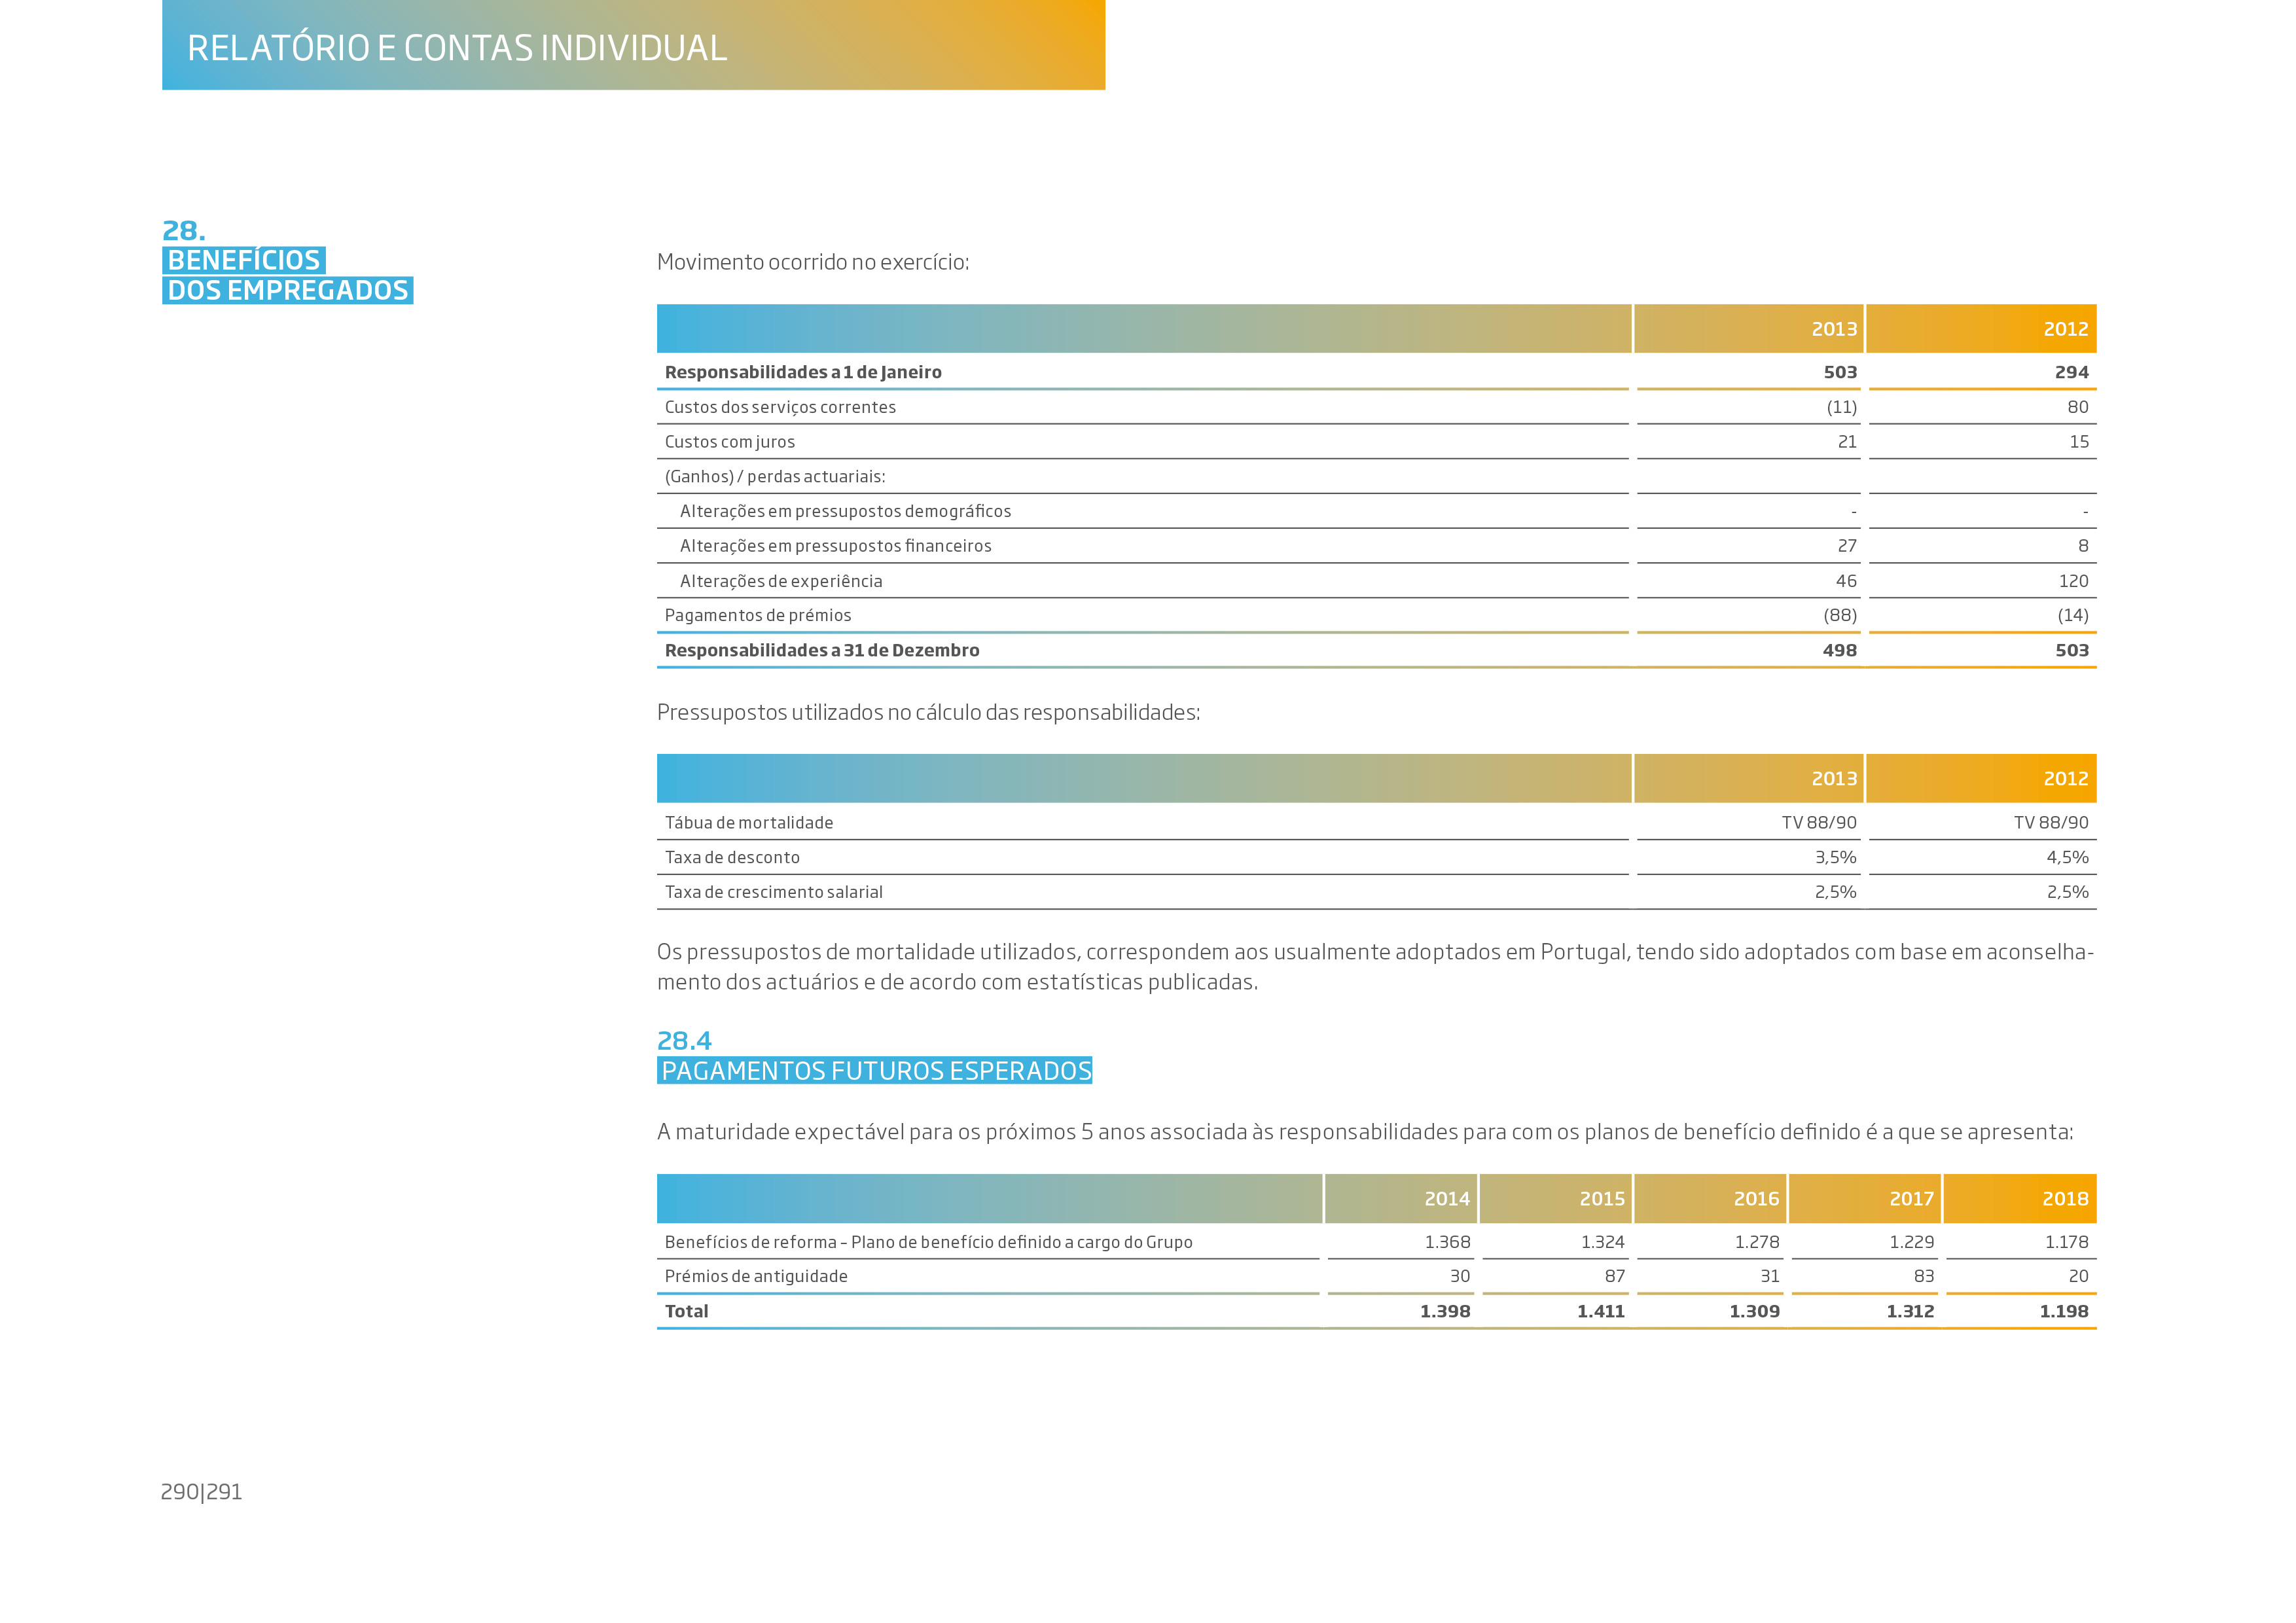 RELATÓRIO E CONTAS INDIVIDUAL
28.
BENEFÍCIOS
DOS EMPREGADOS
Movimento ocorrido no exercício:
2013 2012
Responsabilidades a 1 de Janeiro 503 294
Custos dos serviços correntes (11) 80
Custos com juros 21 15
(Ganhos) / perdas actuariais:
Alterações em pressupostos demográficos - -
Alterações em pressupostos financeiros 27 8
Alterações de experiência 46 120
Pagamentos de prémios (88) (14)
Responsabilidades a 31 de Dezembro 498 503
Pressupostos utilizados no cálculo das responsabilidades:
2013 2012
Tábua de mortalidade TV 88/90 TV 88/90
Taxa de desconto 3,5% 4,5%
Taxa de crescimento salarial 2,5% 2,5%
Os pressupostos de mortalidade utilizados, correspondem aos usualmente adoptados em Portugal, tendo sido adoptados com base em aconselha-
mento dos actuários e de acordo com estatísticas publicadas.
28.4
PAGAMENTOS FUTUROS ESPERADOS
A maturidade expectável para os próximos 5 anos associada às responsabilidades para com os planos de benefício definido é a que se apresenta:
2014 2015 2016 2017 2018
Benefícios de reforma – Plano de benefício definido a cargo do Grupo 1.368 1.324 1.278 1.229 1.178
Prémios de antiguidade 30 87 31 83 20
Total 1.398 1.411 1.309 1.312 1.198
290|291